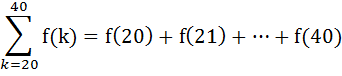 40
∑ f(k) = f(20) + f(21) + ⋯ + f(40)
k=20